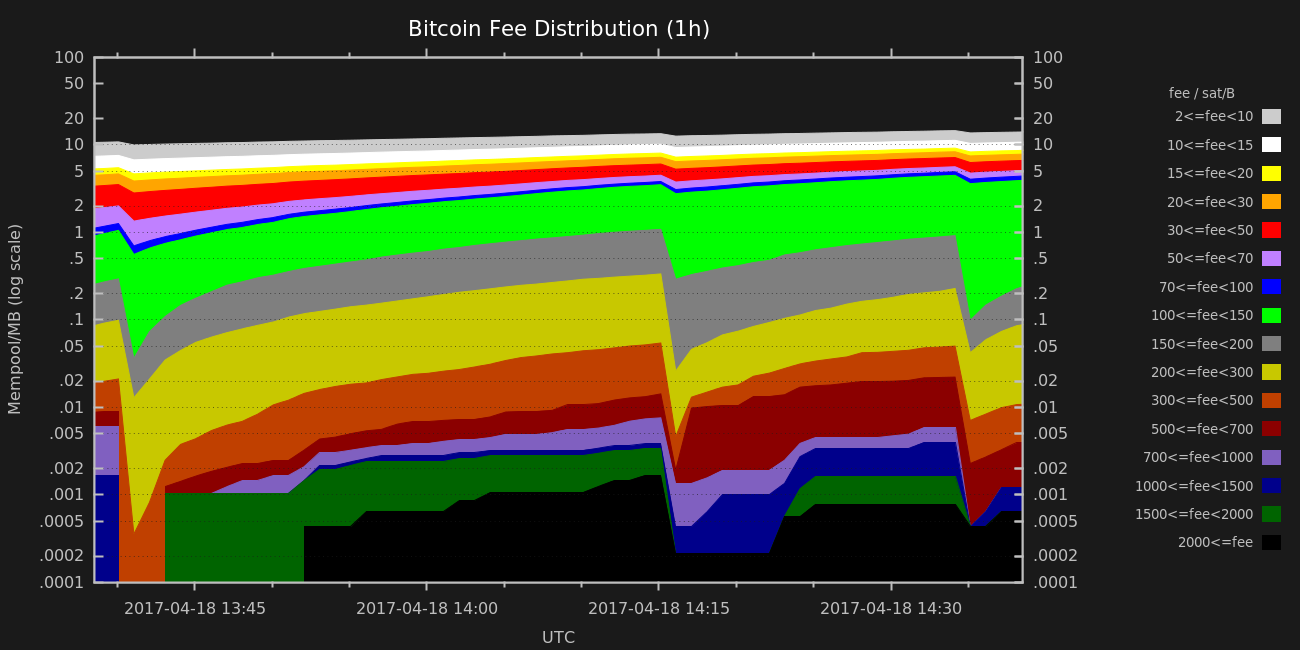 Bitcoin Fee Distribution (1h)
100 100
50 50
20 20
10 10
5 5
2 2
1 1
.5 .5
.2 .2
.1 .1
.05 .05
.02 .02
.01 .01
.005 .005
.002 .002
.001 .001
.0005 .0005
.0002 .0002
.0001 .0001
Mempool/MB (log scale)
2017-04-18 13:45 2017-04-18 14:00 2017-04-18 14:15 2017-04-18 14:30
UTC
fee / sat/B
2<=fee<10
10<=fee<15
15<=fee<20
20<=fee<30
30<=fee<50
50<=fee<70
70<=fee<100
100<=fee<150
150<=fee<200
200<=fee<300
300<=fee<500
500<=fee<700
700<=fee<1000
1000<=fee<1500
1500<=fee<2000
2000<=fee